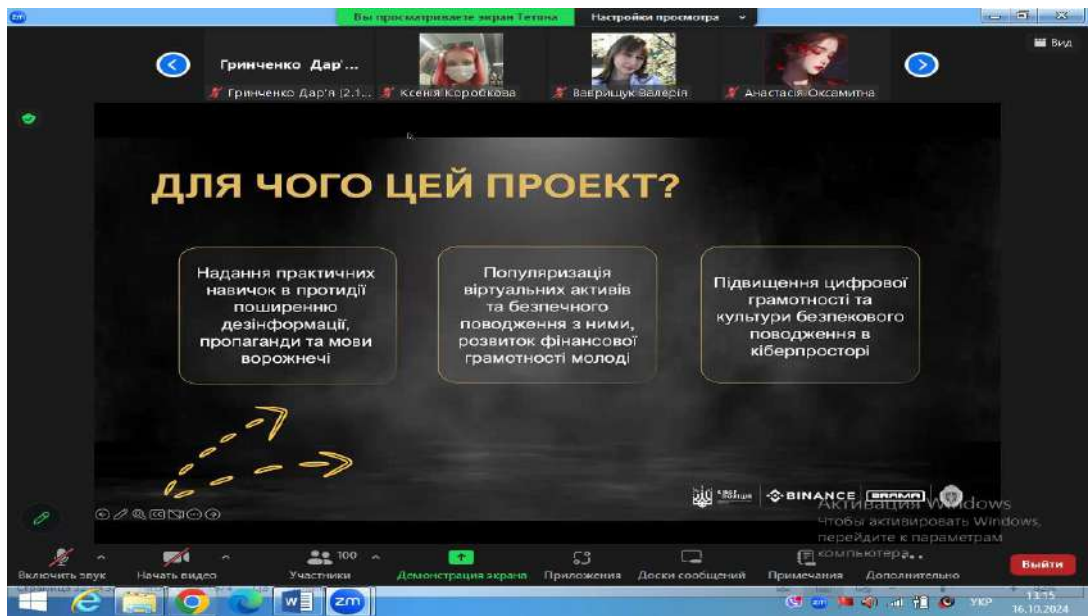 Вы просматриваете экран Тетяна
Настройки просмотра
Вид
Гринченко Дар'...
Гринченко Дар'я (2.1...
Ксенія Коробкова
Ваврищук Валерія
Анастасія Оксамитна
ДЛЯ ЧОГО ЦЕЙ ПРОЕКТ?
Надання практичних
навичок в протидії
поширенню
дезінформації,
пропаганди та мови
ворожнечі
Популяризація
віртуальних активів
та безпечного
поводження з ними,
розвиток фінансової
грамотності молоді
Підвищення цифрової
грамотності та
культури безпекового
поводження в
кіберпросторі
BINANCE
BRAMA
Активация Windows
Чтобы активировать Windows,
перейдите к параметрам
компьютера.
Включить звук
Начать видео
Участники
100
Демонстрация экрана
Приложения
Доски сообщений
Примечания
Дополнительно
Выйти
zm
УКР
13:15
16.10.2024